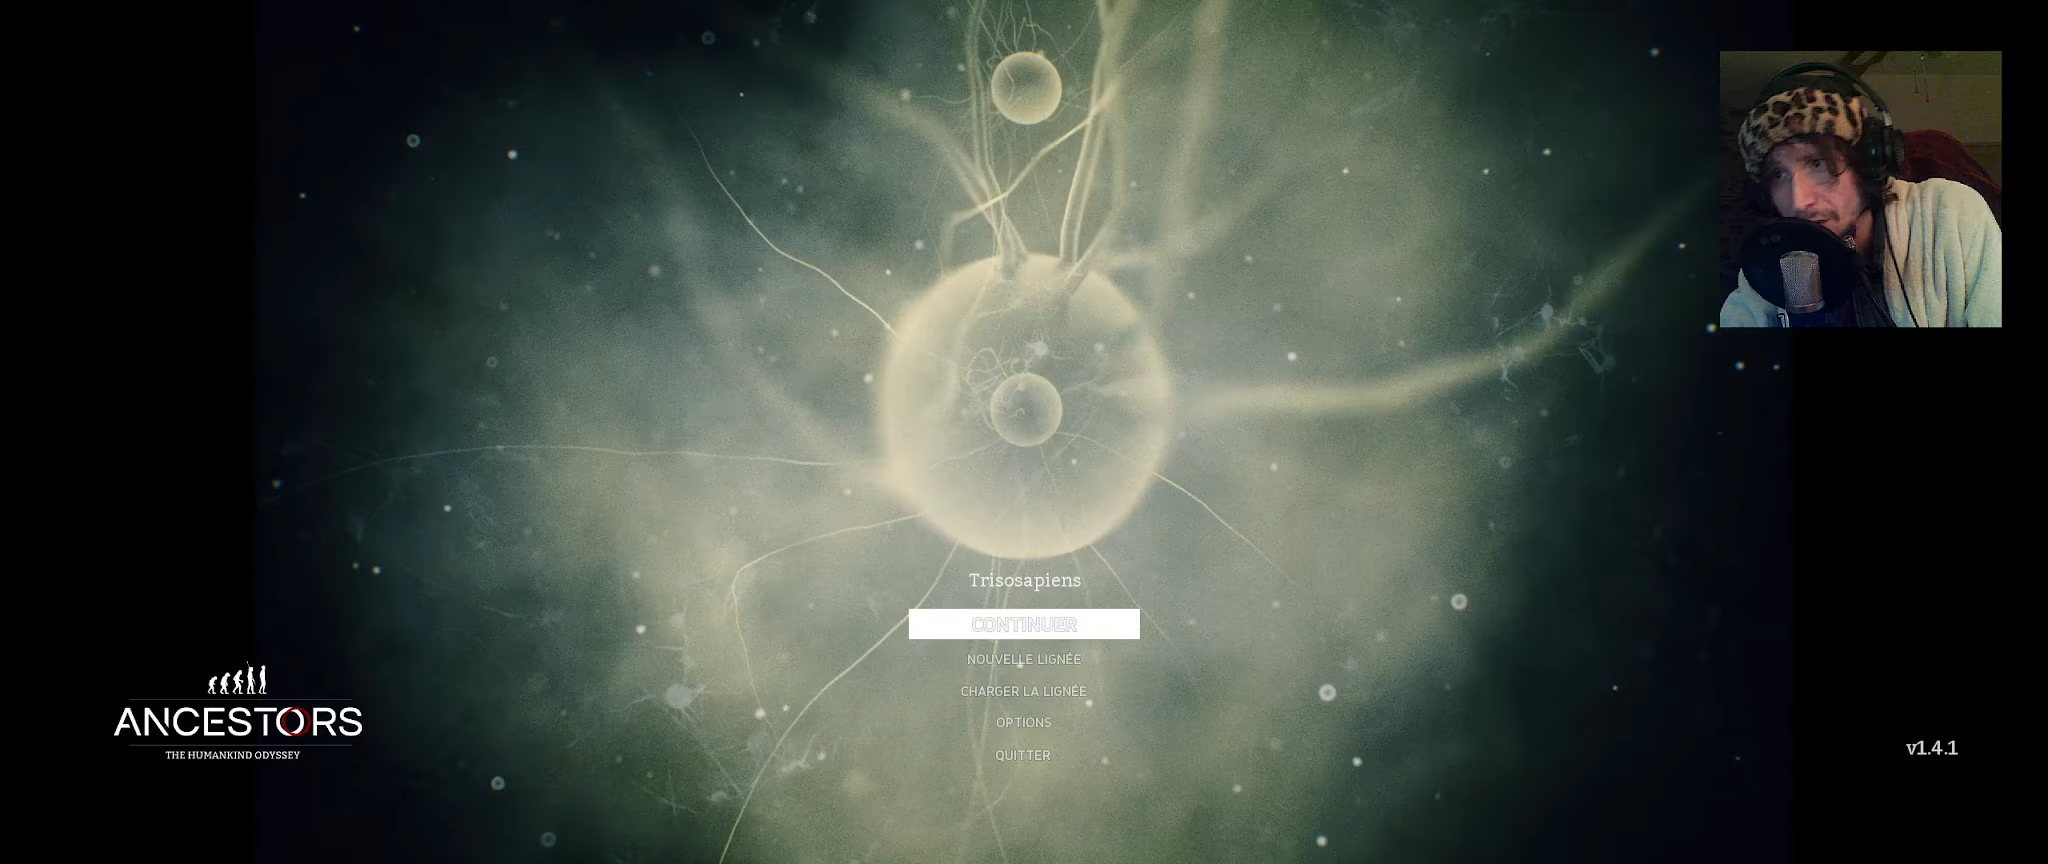 Trisosapiens
CONTINUER
NOUVELLE LIGNÉE
CHARGER LA LIGNÉE
OPTIONS
QUITTER
ANCESTORS
THE HUMANKIND ODYSSEY
v1.4.1